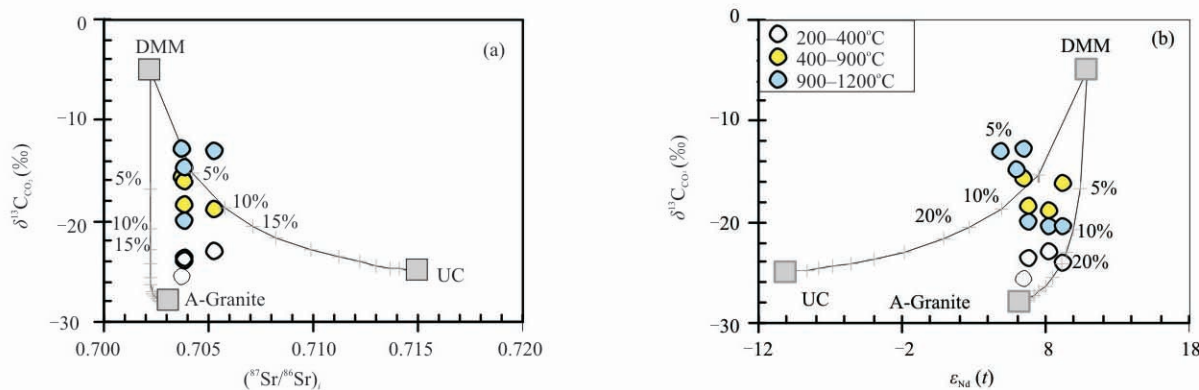 0
−10
−20
−30
δ¹³C_CO₂(‰)
DMM
(a)
5%
10%
15%
5%
10%
15%
UC
A-Granite
0.700
0.705
0.710
0.715
0.720
(⁸⁷Sr/⁸⁶Sr)ᵢ
0
−10
−20
−30
δ¹³C_CO₂(‰)
200–400°C
400–900°C
900–1200°C
(b)
DMM
5%
10%
20%
5%
10%
20%
UC
A-Granite
−12
−2
8
18
ε_Nd (t)